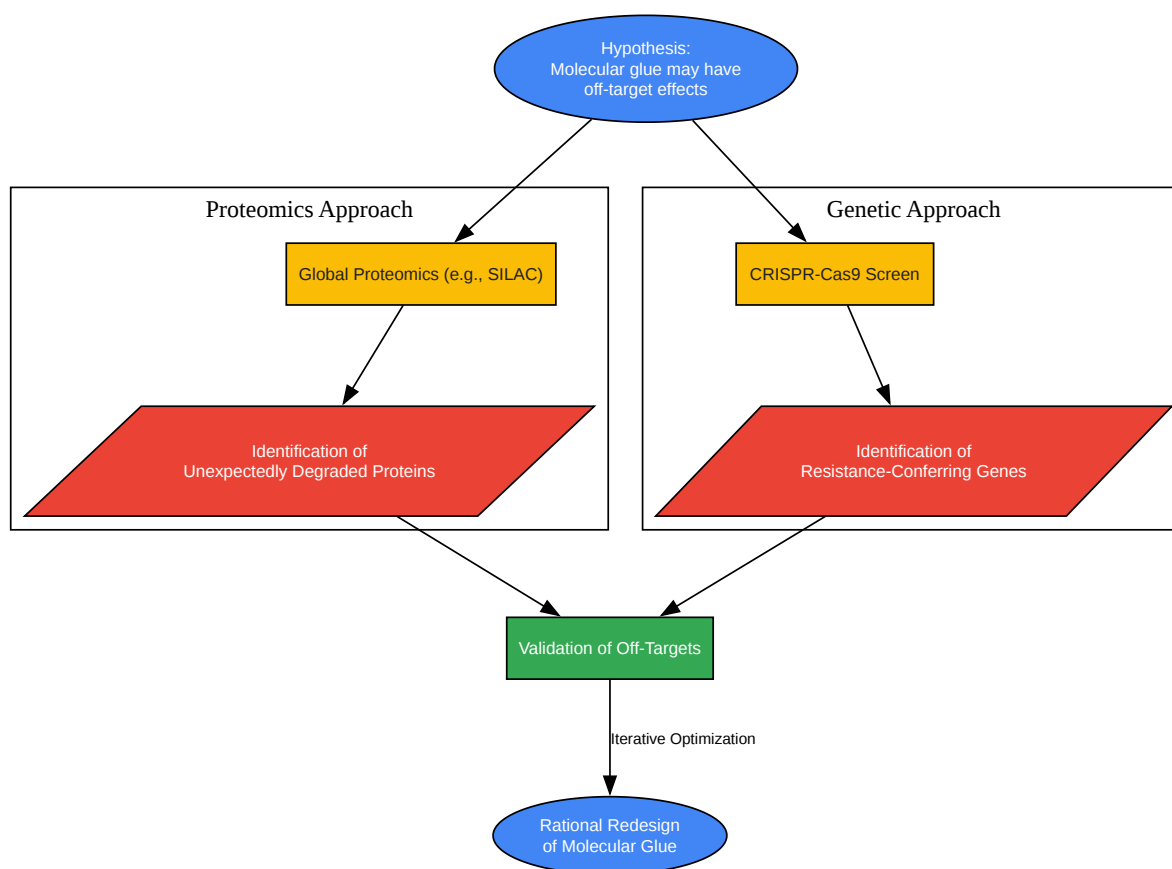 Hypothesis:
Molecular glue may have
off-target effects
Proteomics Approach
Genetic Approach
Global Proteomics (e.g., SILAC)
CRISPR-Cas9 Screen
Identification of
Unexpectedly Degraded Proteins
Identification of
Resistance-Conferring Genes
Validation of Off-Targets
Iterative Optimization
Rational Redesign
of Molecular Glue